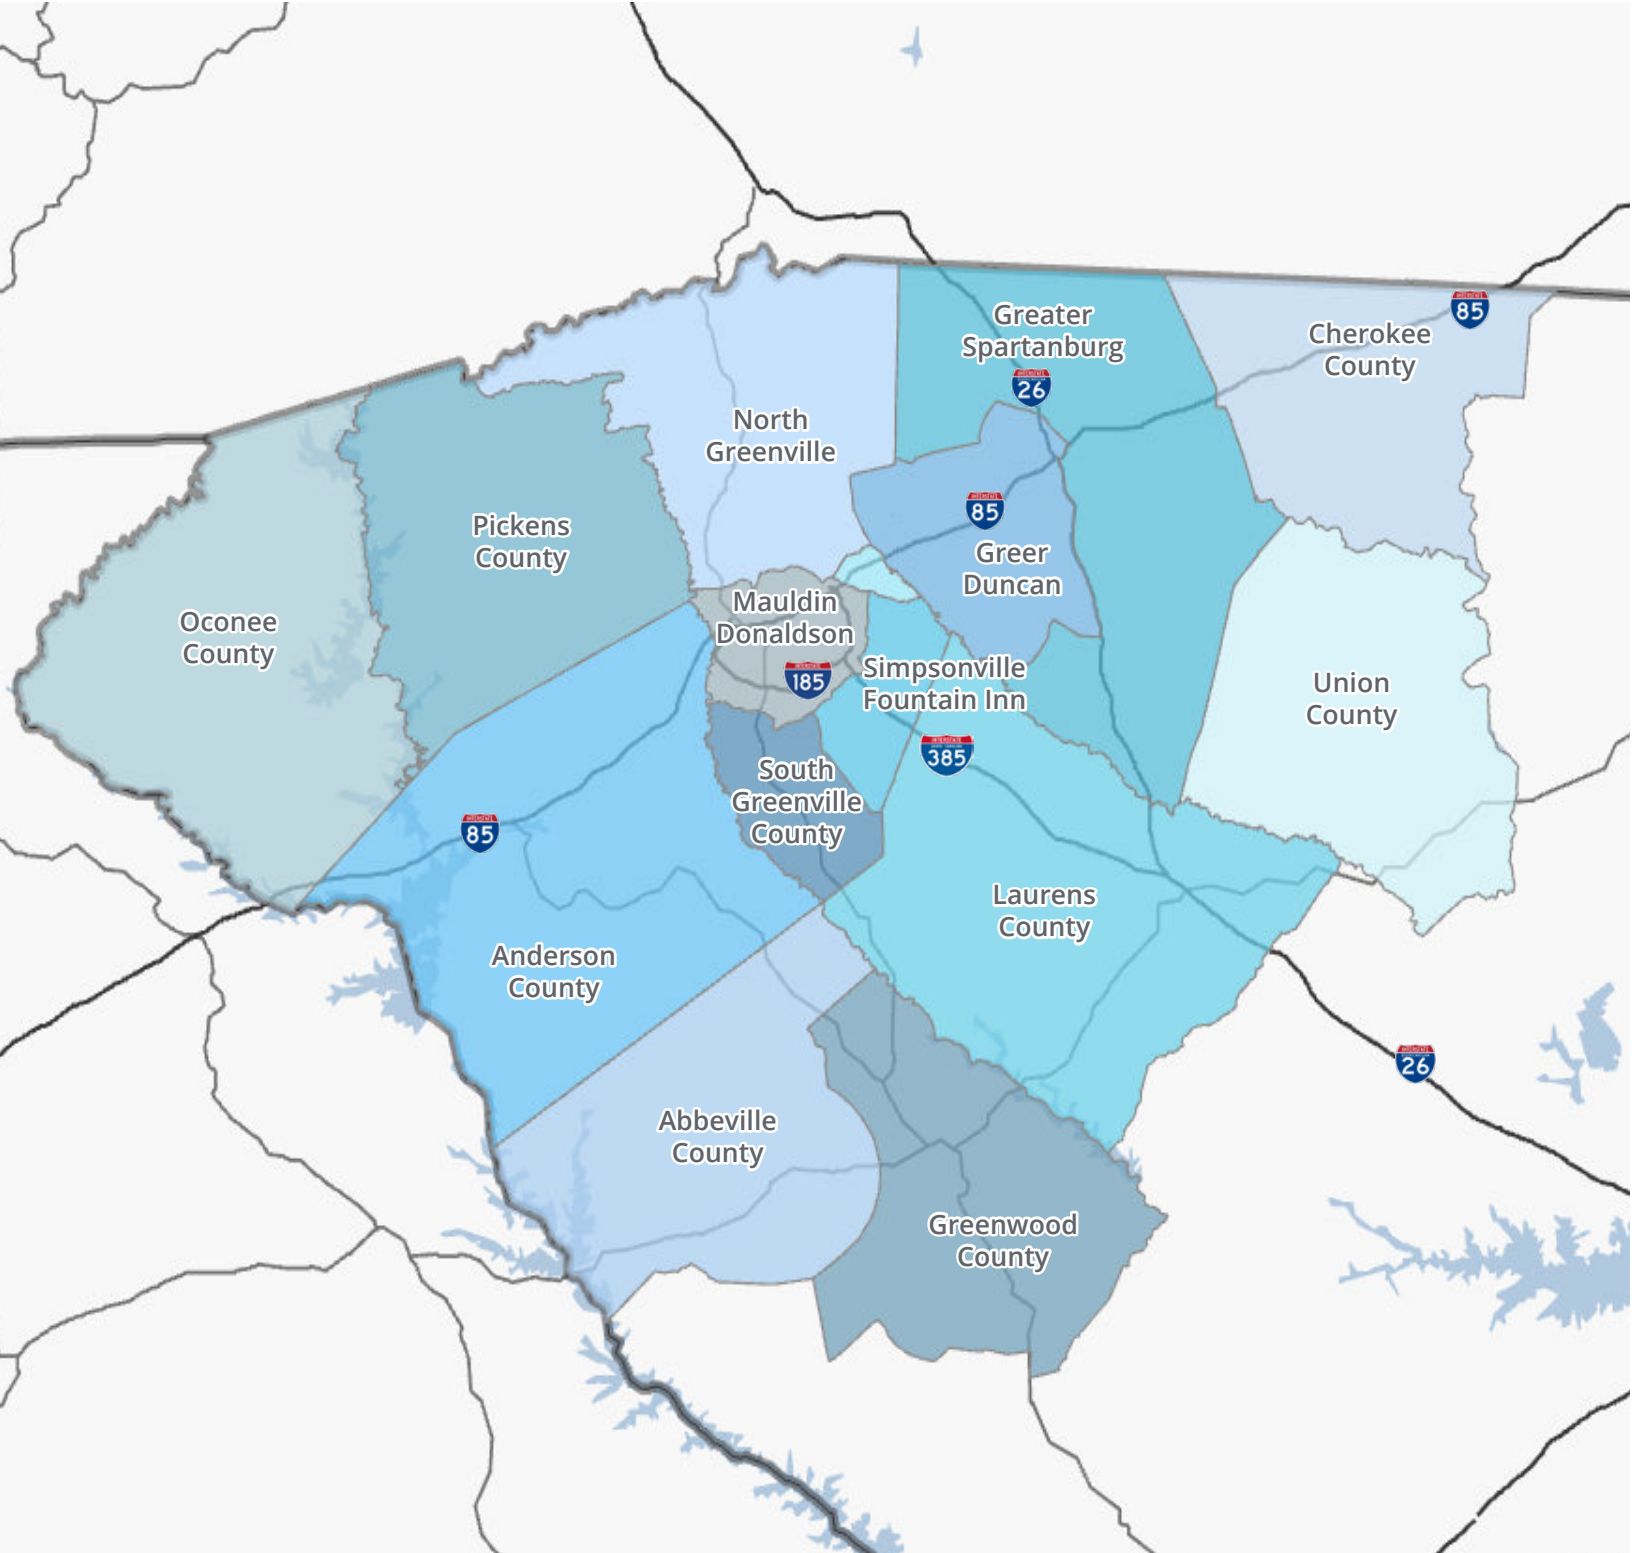 85
Greater
Spartanburg
Cherokee
County
26
North
Greenville
85
Pickens
County
Greer
Duncan
Mauldin
Donaldson
Oconee
County
185
Simpsonville
Fountain Inn
Union
County
385
South
Greenville
County
85
Laurens
County
Anderson
County
26
Abbeville
County
Greenwood
County